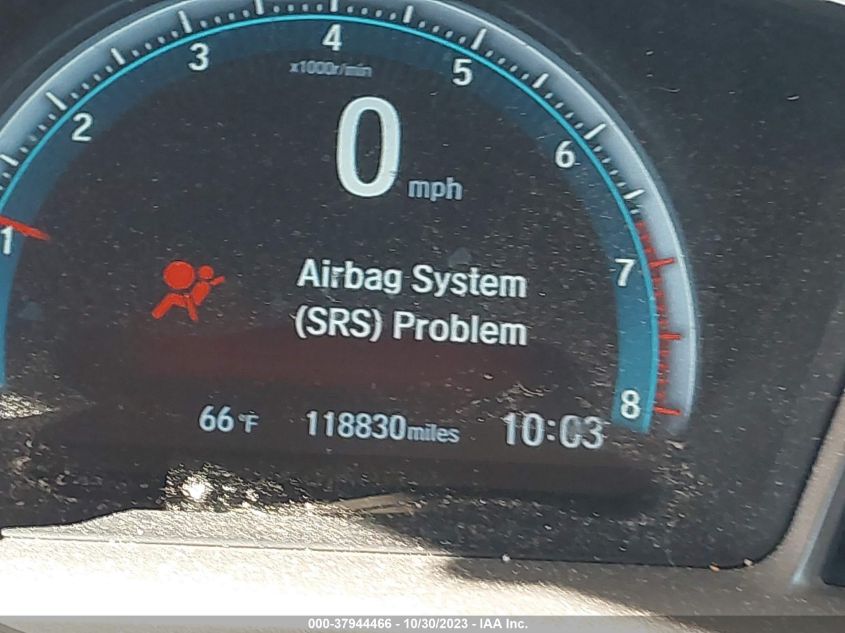 4
3
5
x1000r/min
2
6
0 mph
1
7
Airbag System
(SRS) Problem
8
66°F 118830miles 10:03
000-37944466 - 10/30/2023 - IAA Inc.